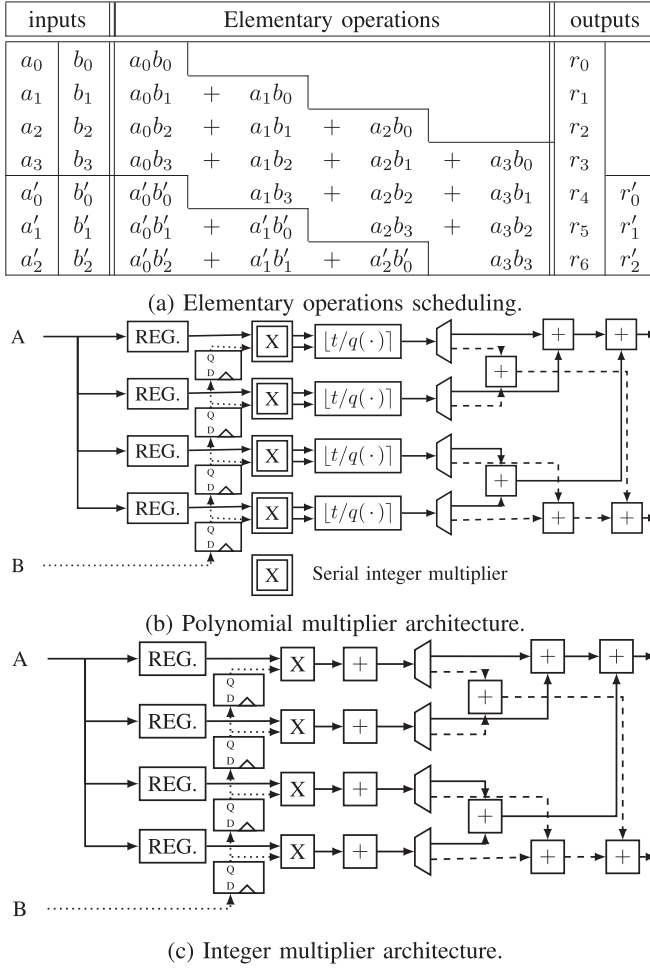 inputs Elementary operations outputs
a₀ b₀ a₀b₀ r₀
a₁ b₁ a₀b₁ + a₁b₀ r₁
a₂ b₂ a₀b₂ + a₁b₁ + a₂b₀ r₂
a₃ b₃ a₀b₃ + a₁b₂ + a₂b₁ + a₃b₀ r₃
a′₀ b′₀ a′₀b′₀ a₁b₃ + a₂b₂ + a₃b₁ r₄ r′₀
a′₁ b′₁ a′₀b′₁ + a′₁b′₀ a₂b₃ + a₃b₂ r₅ r′₁
a′₂ b′₂ a′₀b′₂ + a′₁b′₁ + a′₂b′₀ a₃b₃ r₆ r′₂
(a) Elementary operations scheduling.
A REG. X ⌊t/q(·)⌉ + +
Q
D
+
REG. X ⌊t/q(·)⌉
Q
D
REG. X ⌊t/q(·)⌉
Q
D
+
REG. X ⌊t/q(·)⌉ + +
Q
D
B X Serial integer multiplier
(b) Polynomial multiplier architecture.
A REG. X + + +
Q
D
+
REG. X +
Q
D
REG. X +
Q
D
+
REG. X + + +
Q
D
B
(c) Integer multiplier architecture.